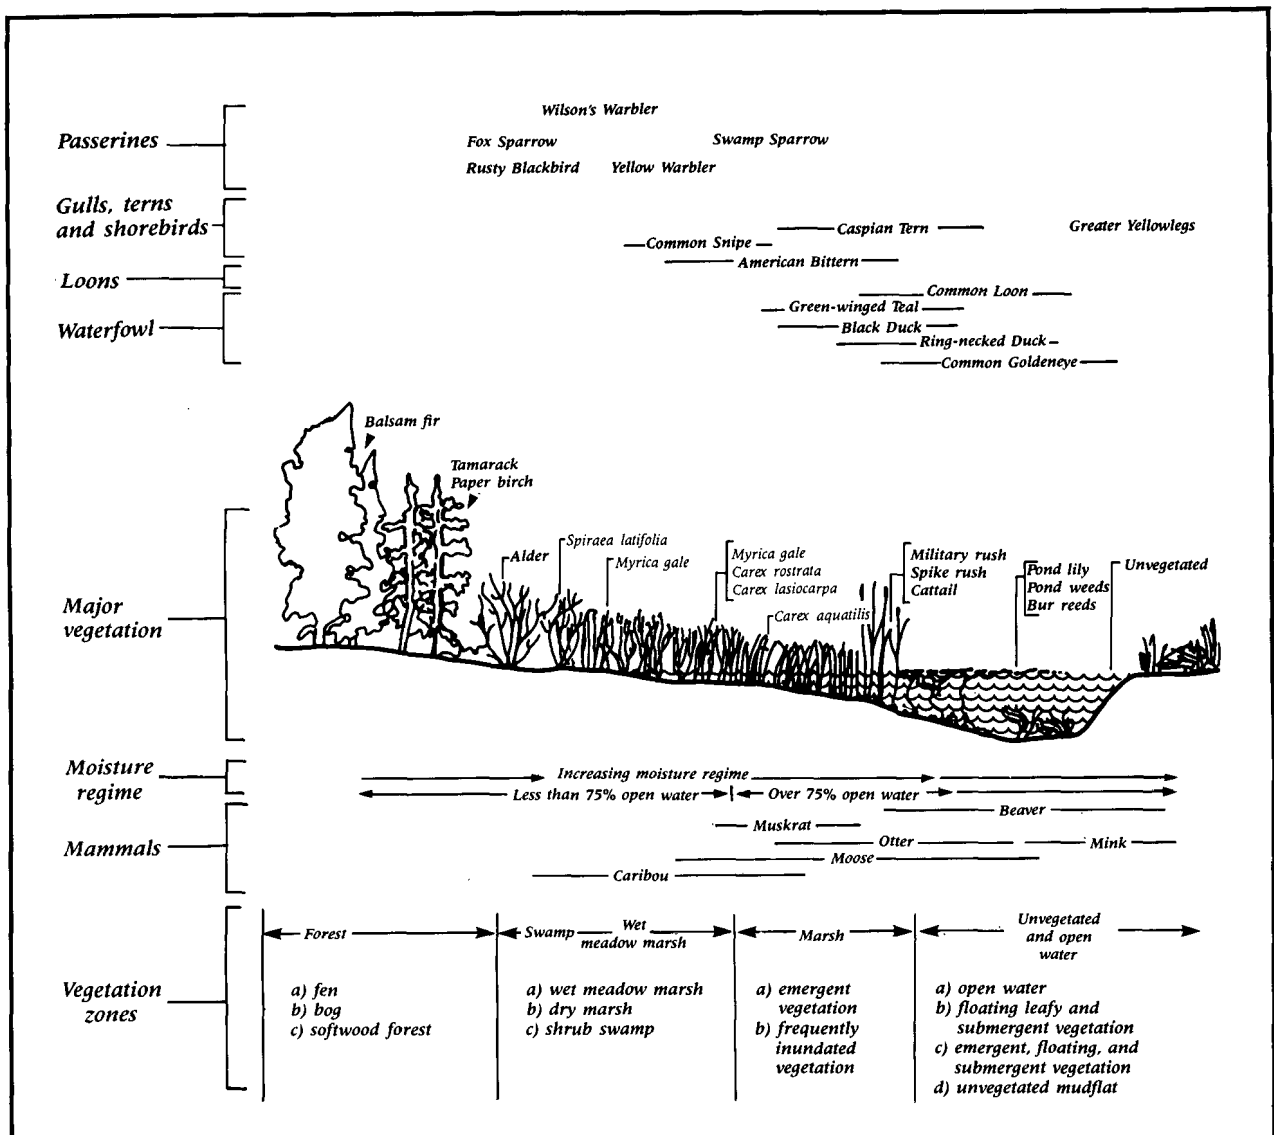 Passerines
Wilson's Warbler
Fox Sparrow
Swamp Sparrow
Rusty Blackbird
Yellow Warbler
Gulls, terns
and shorebirds
Caspian Tern
Greater Yellowlegs
Common Snipe
American Bittern
Loons
Common Loon
Waterfowl
Green-winged Teal
Black Duck
Ring-necked Duck
Common Goldeneye
Balsam fir
Tamarack
Paper birch
Major
vegetation
Alder
Spiraea latifolia
Myrica gale
Myrica gale
Carex rostrata
Carex lasiocarpa
Carex aquatilis
Military rush
Spike rush
Cattail
Pond lily
Pond weeds
Bur reeds
Unvegetated
Moisture
regime
Increasing moisture regime
Less than 75% open water
Over 75% open water
Mammals
Beaver
Muskrat
Otter
Mink
Moose
Caribou
Vegetation
zones
Forest
a) fen
b) bog
c) softwood forest
Swamp
Wet
meadow marsh
a) wet meadow marsh
b) dry marsh
c) shrub swamp
Marsh
a) emergent
vegetation
b) frequently
inundated
vegetation
Unvegetated
and open
water
a) open water
b) floating leafy and
submergent vegetation
c) emergent, floating, and
submergent vegetation
d) unvegetated mudflat